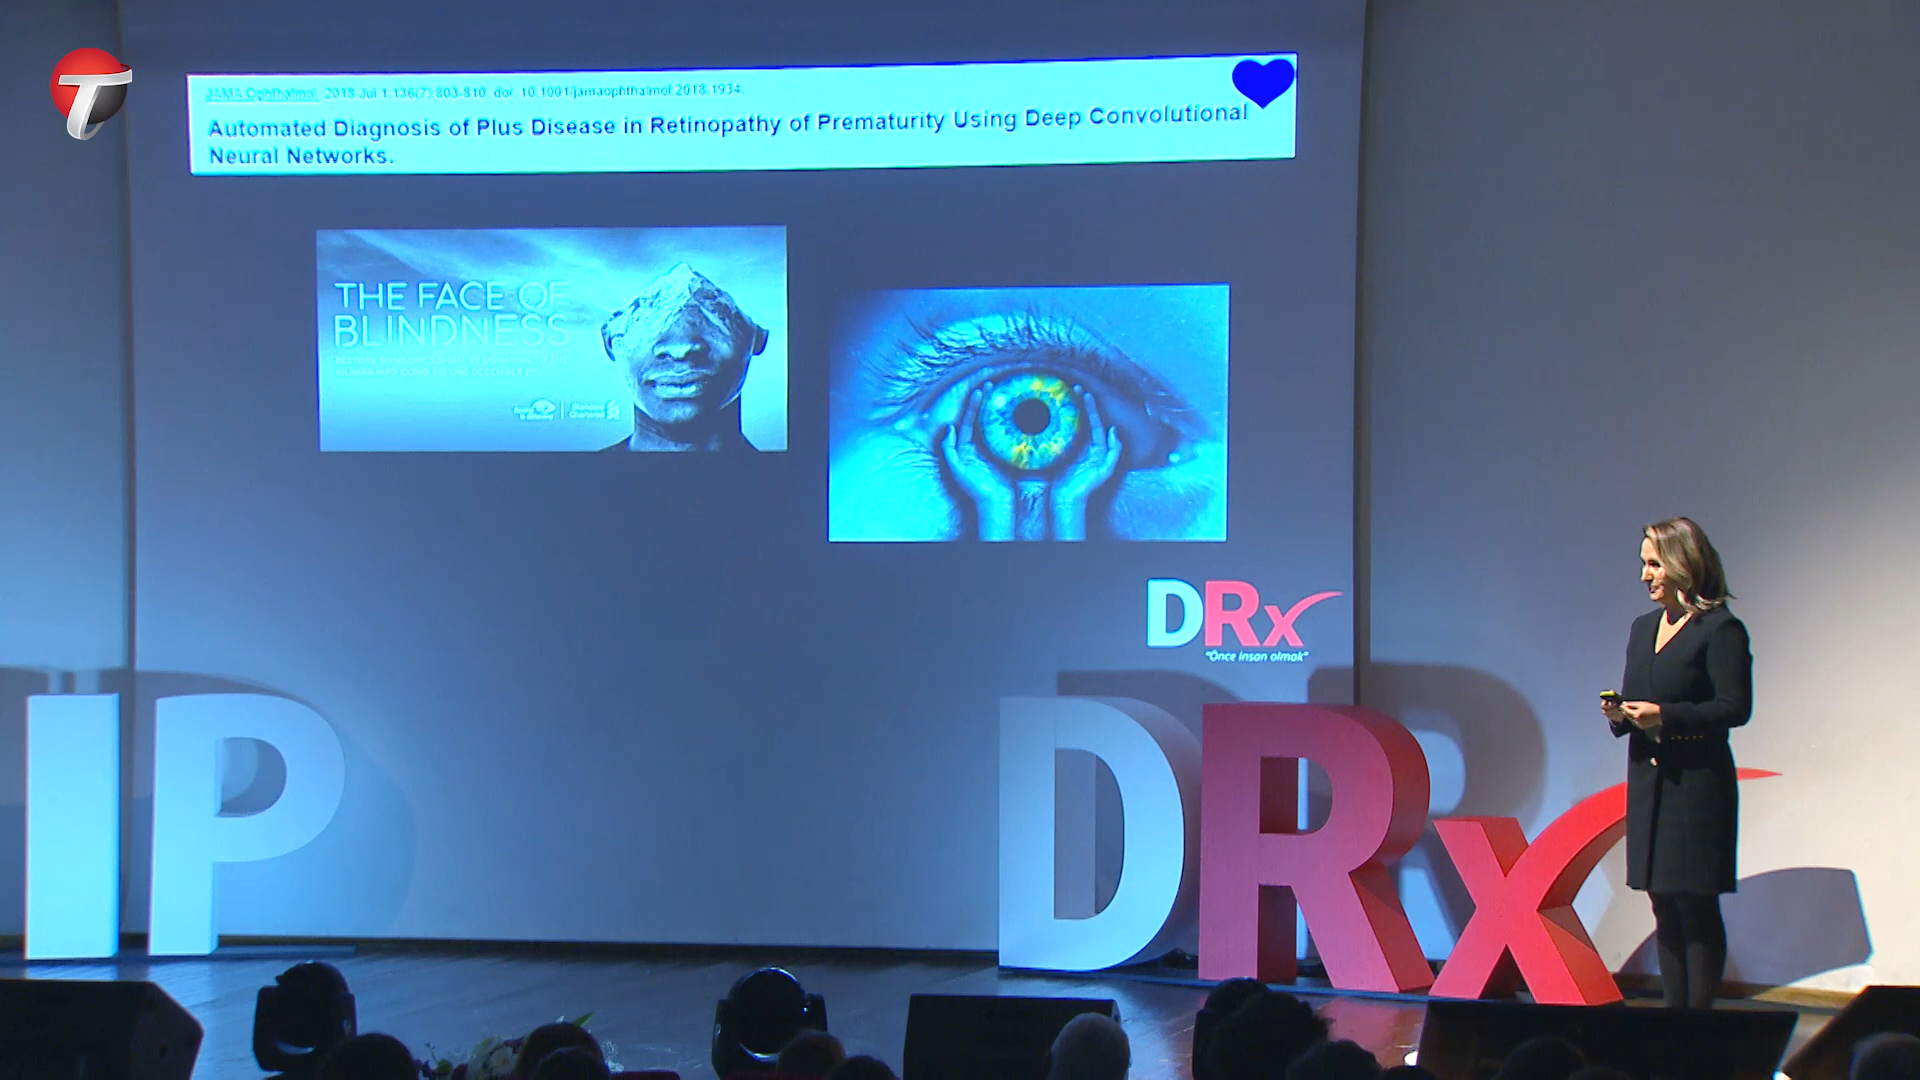 T
JAMA Ophthalmol. 2018 Jul 1;136(7):803-810. doi: 10.1001/jamaophthalmol.2018.1934.
Automated Diagnosis of Plus Disease in Retinopathy of Prematurity Using Deep Convolutional
Neural Networks.
THE FACE OF
BLINDNESS
DRx
"Önce insan olmak"
IP
DRx